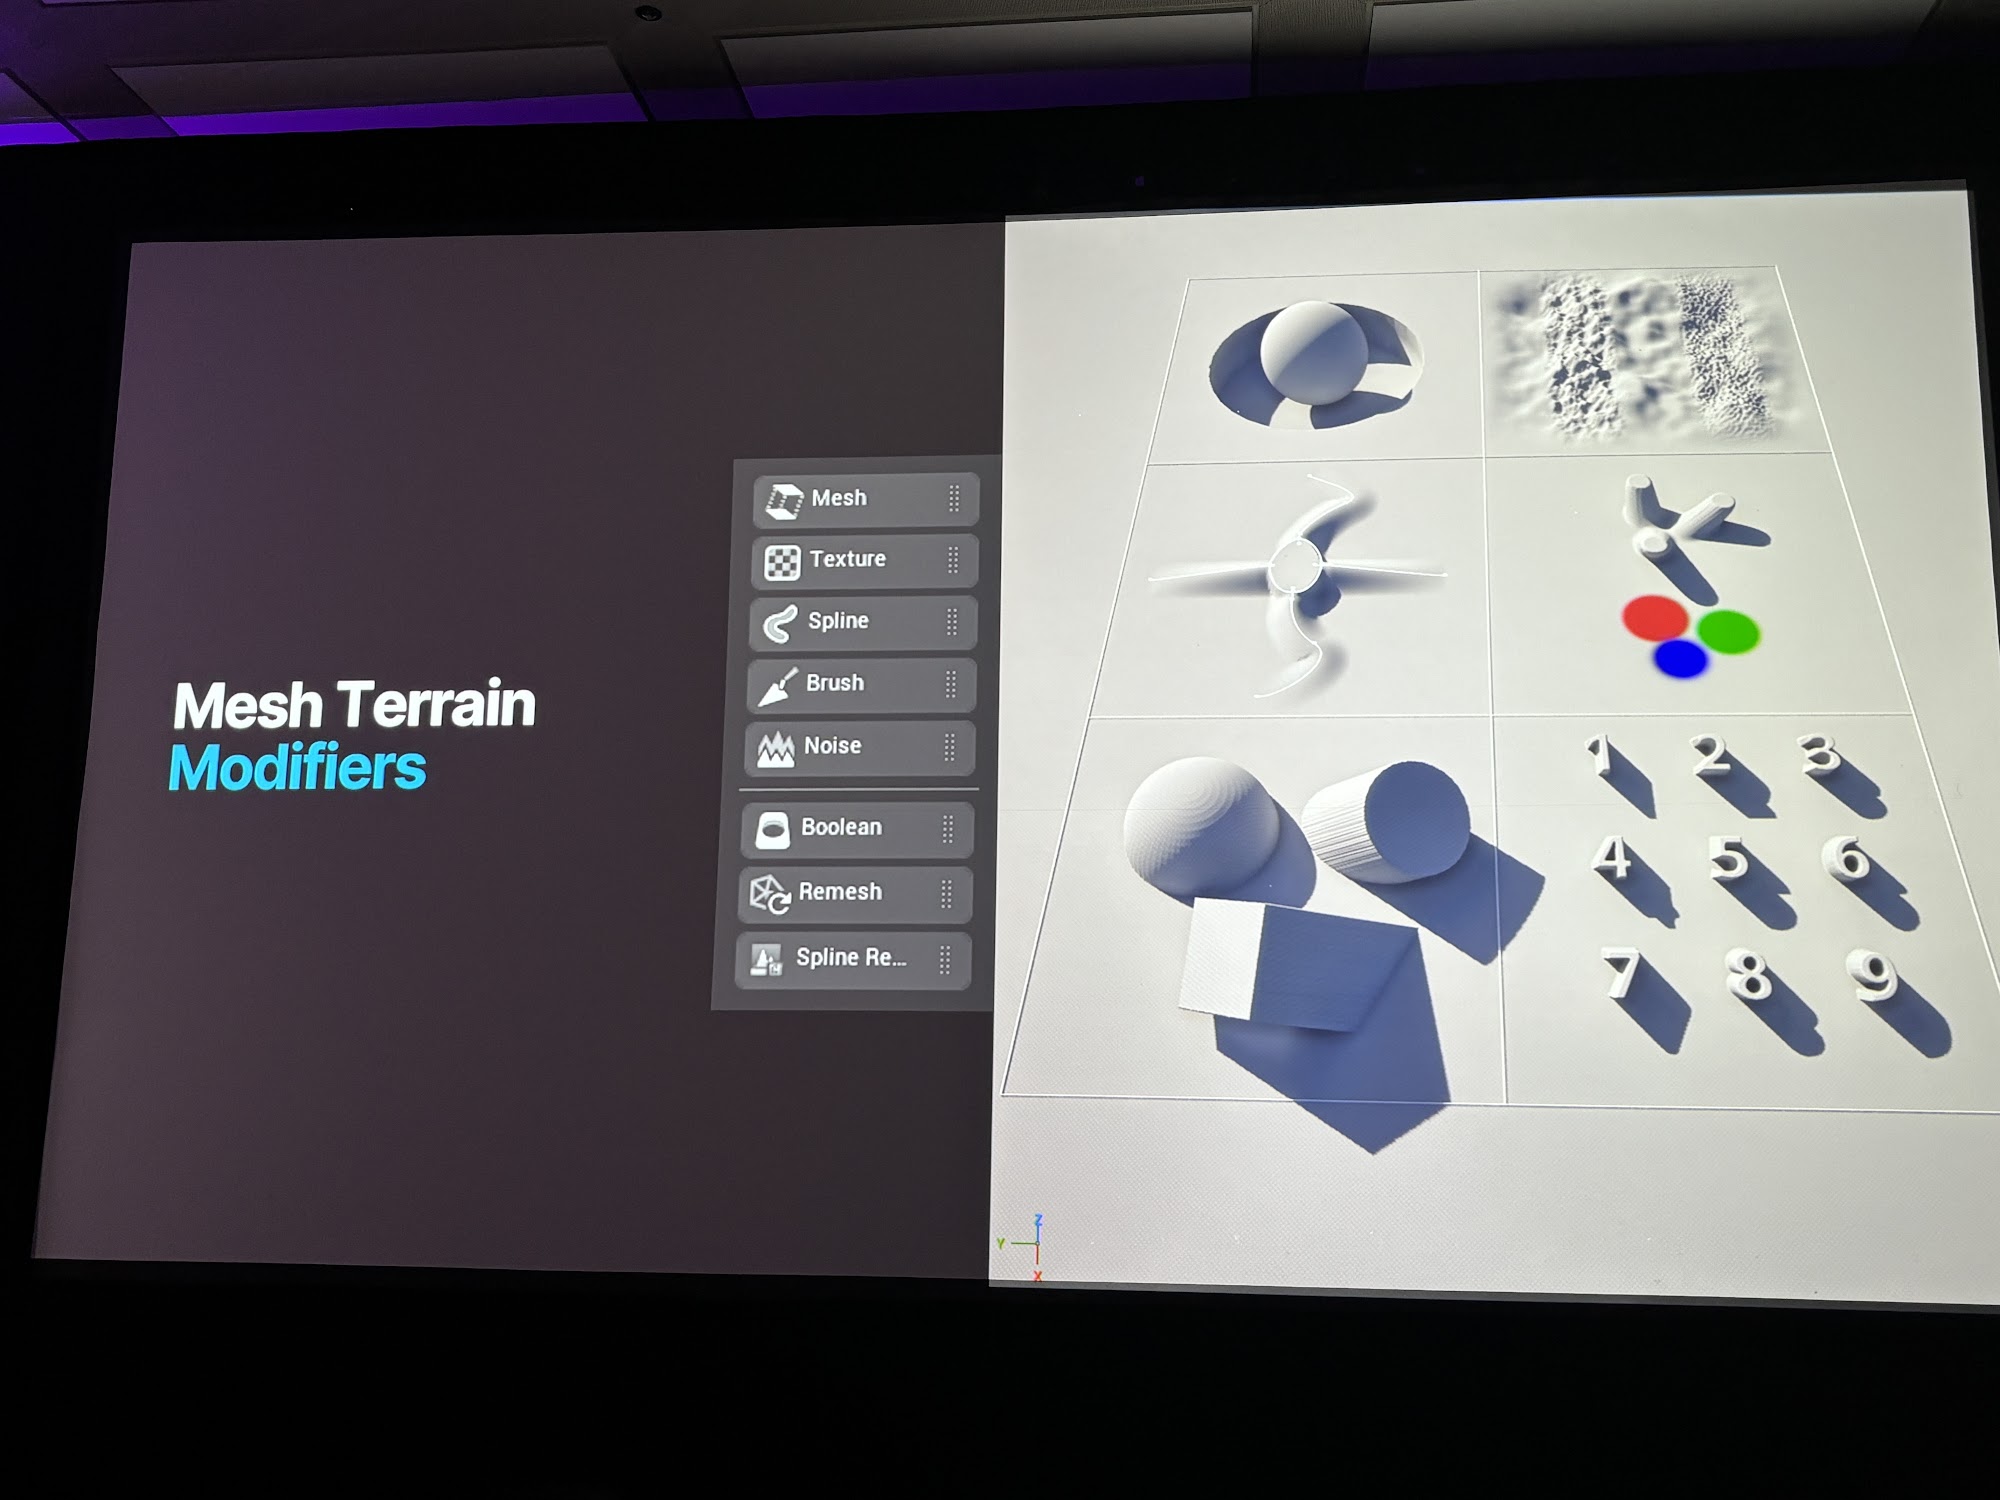 Mesh Terrain
Modifiers
Mesh
Texture
Spline
Brush
Noise
Boolean
Remesh
Spline Re...
1 2 3
4 5 6
7 8 9
Z
Y
X